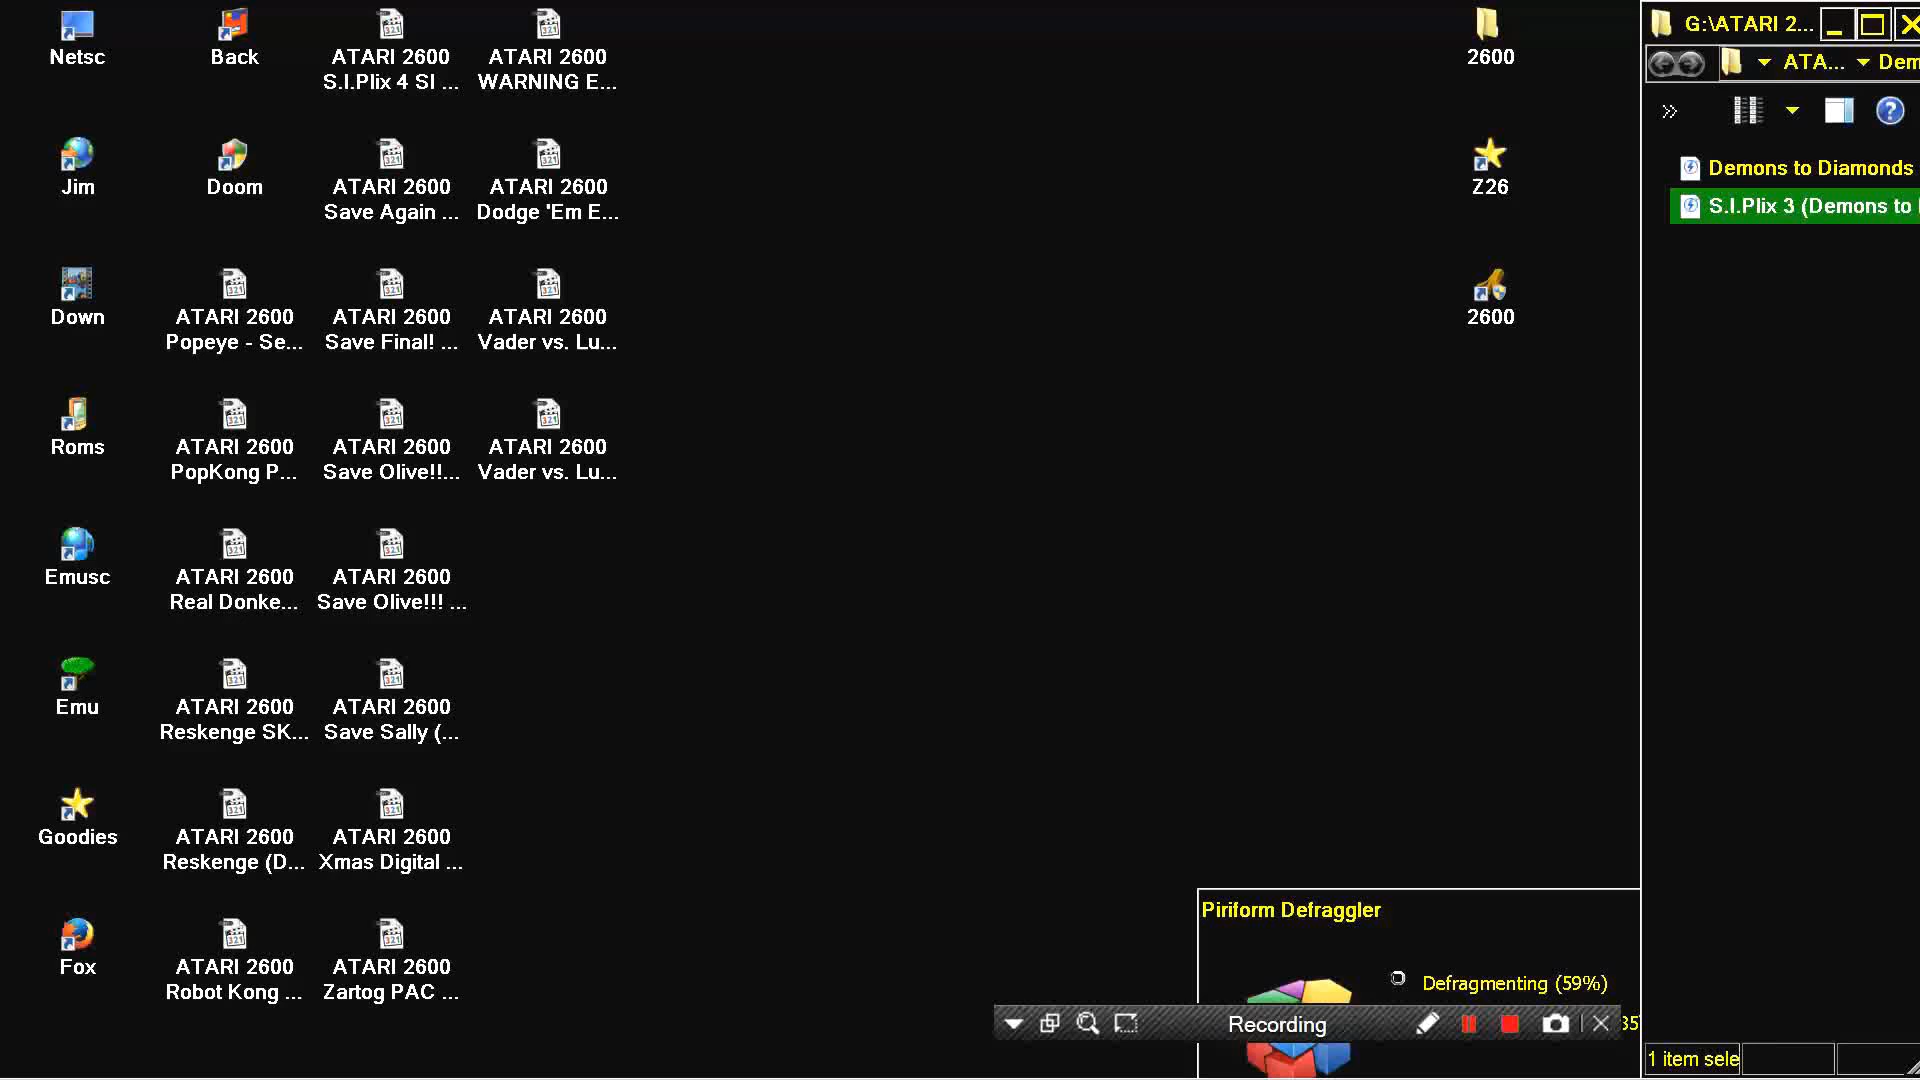 Netsc
Back
ATARI 2600
S.I.Plix 4 SI ...
ATARI 2600
WARNING E...
2600
Jim
Doom
ATARI 2600
Save Again ...
ATARI 2600
Dodge 'Em E...
Z26
Down
ATARI 2600
Popeye - Se...
ATARI 2600
Save Final! ...
ATARI 2600
Vader vs. Lu...
2600
Roms
ATARI 2600
PopKong P...
ATARI 2600
Save Olive!!...
ATARI 2600
Vader vs. Lu...
Emusc
ATARI 2600
Real Donke...
ATARI 2600
Save Olive!!! ...
Emu
ATARI 2600
Reskenge SK...
ATARI 2600
Save Sally (...
Goodies
ATARI 2600
Reskenge (D...
ATARI 2600
Xmas Digital ...
Fox
ATARI 2600
Robot Kong ...
ATARI 2600
Zartog PAC ...
G:\ATARI 2...
ATA... Dem
Demons to Diamonds
S.I.Plix 3 (Demons to
1 item sele
Piriform Defraggler
Defragmenting (59%)
Recording